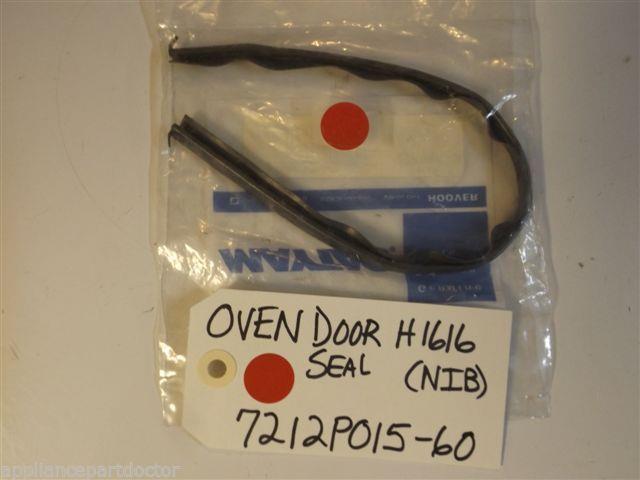 HOOVER
MAYTAG
OVEN DOOR H1616
SEAL (NIB)
7212P015-60
appliancepartdoctor